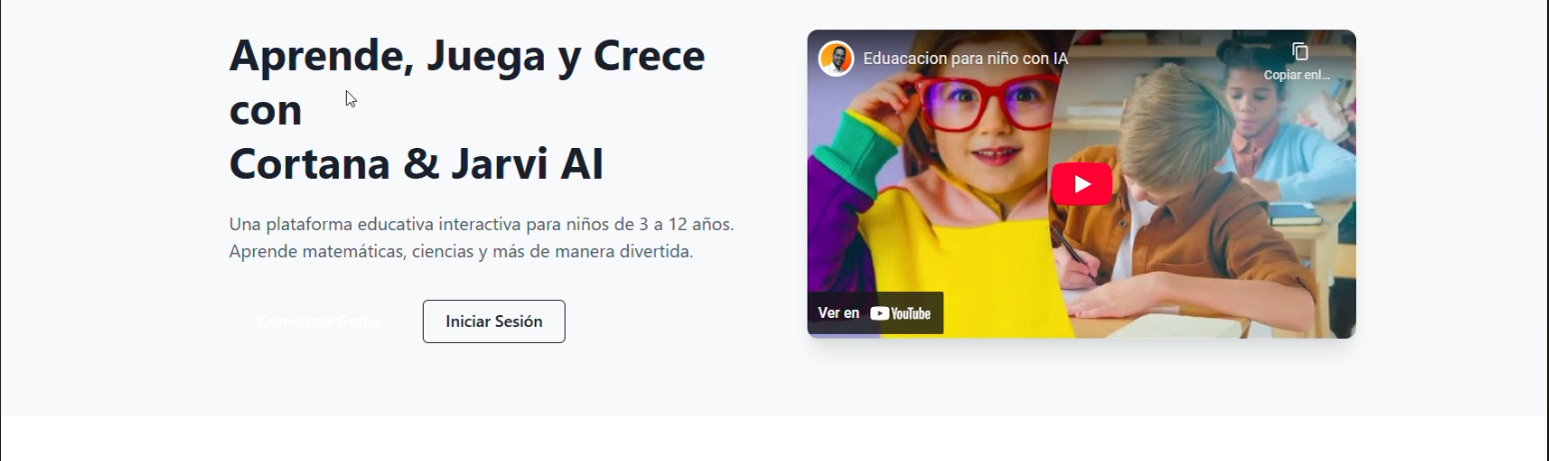 Aprende, Juega y Crece
con
Cortana & Jarvi AI
Una plataforma educativa interactiva para niños de 3 a 12 años.
Aprende matemáticas, ciencias y más de manera divertida.
Comenzar Gratis
Iniciar Sesión
Eduacacion para niño con IA
Copiar enl...
Ver en YouTube